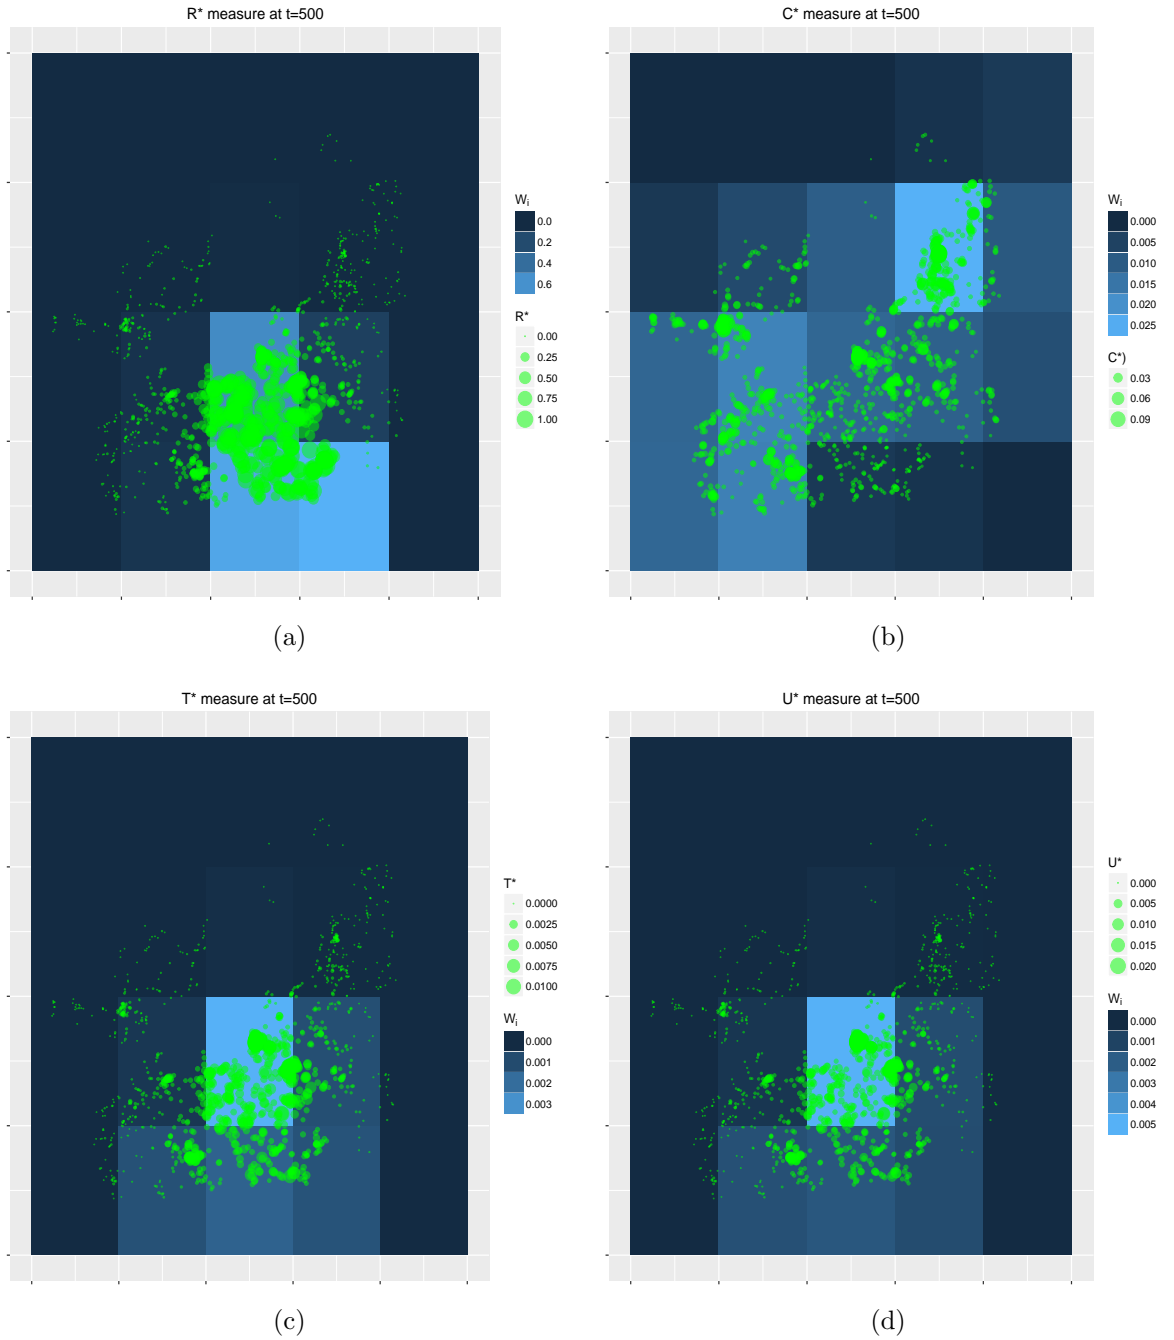 R* measure at t=500
W_i
0.0
0.2
0.4
0.6
R*
0.00
0.25
0.50
0.75
1.00
(a)
C* measure at t=500
W_i
0.000
0.005
0.010
0.015
0.020
0.025
C*)
0.03
0.06
0.09
(b)
T* measure at t=500
T*
0.0000
0.0025
0.0050
0.0075
0.0100
W_i
0.000
0.001
0.002
0.003
(c)
U* measure at t=500
U*
0.000
0.005
0.010
0.015
0.020
W_i
0.000
0.001
0.002
0.003
0.004
0.005
(d)